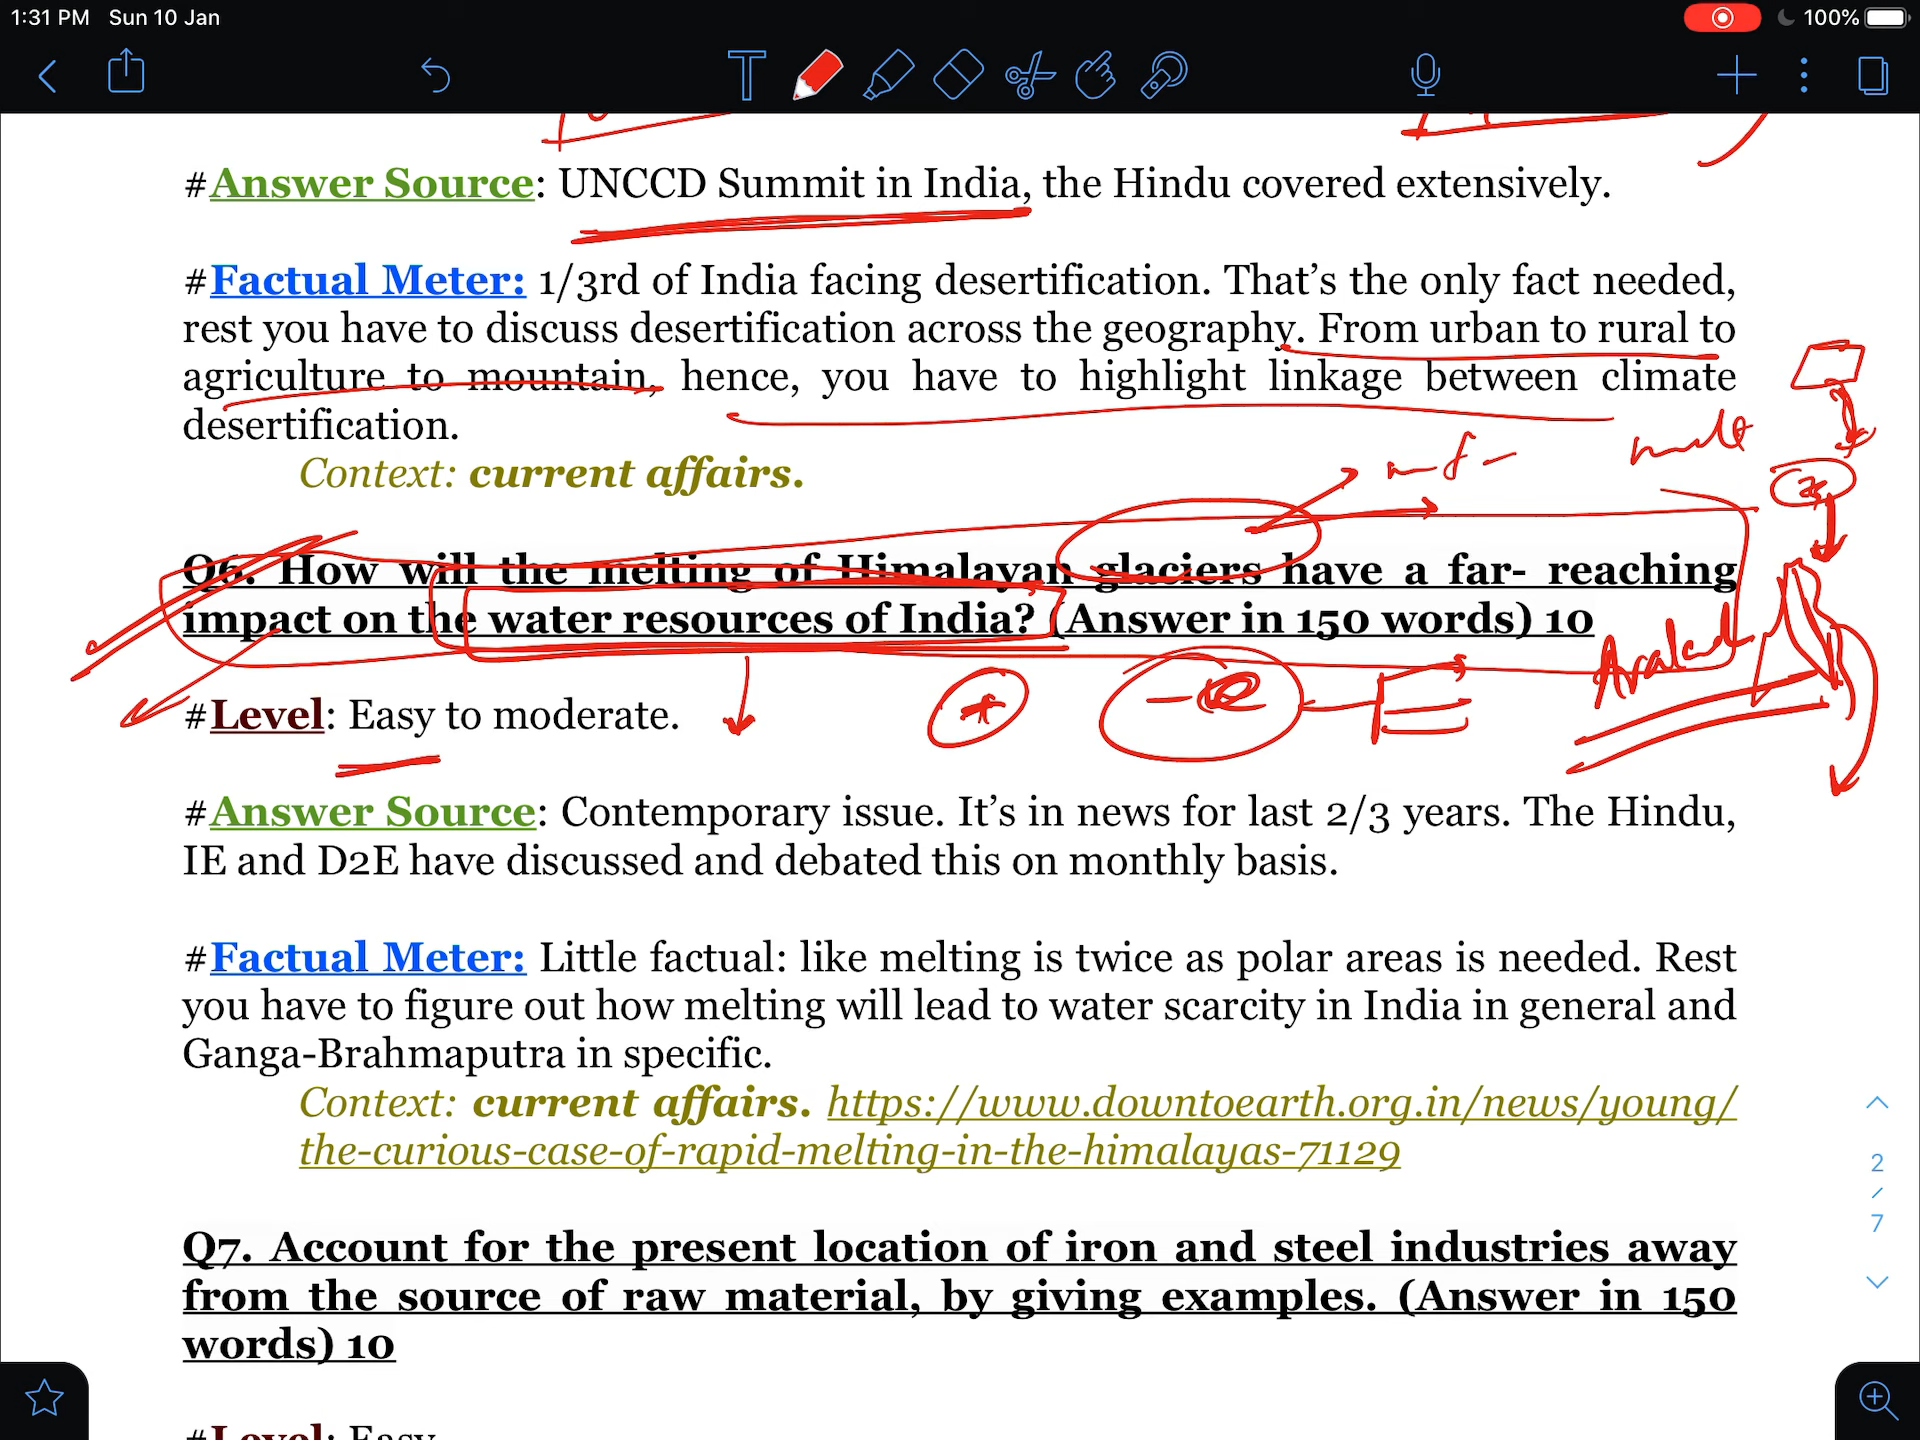 1:31 PM Sun 10 Jan 100%
#Answer Source: UNCCD Summit in India, the Hindu covered extensively.
#Factual Meter: 1/3rd of India facing desertification. That’s the only fact needed,
rest you have to discuss desertification across the geography. From urban to rural to
agriculture to mountain, hence, you have to highlight linkage between climate
desertification.
melt
Context: current affairs.
Q6. How will the melting of Himalayan glaciers have a far- reaching
impact on the water resources of India? (Answer in 150 words) 10
#Level: Easy to moderate.
#Answer Source: Contemporary issue. It’s in news for last 2/3 years. The Hindu,
IE and D2E have discussed and debated this on monthly basis.
#Factual Meter: Little factual: like melting is twice as polar areas is needed. Rest
you have to figure out how melting will lead to water scarcity in India in general and
Ganga-Brahmaputra in specific.
Context: current affairs. https://www.downtoearth.org.in/news/young/
the-curious-case-of-rapid-melting-in-the-himalayas-71129
2
/
7
Q7. Account for the present location of iron and steel industries away
from the source of raw material, by giving examples. (Answer in 150
words) 10
#Level: Easy